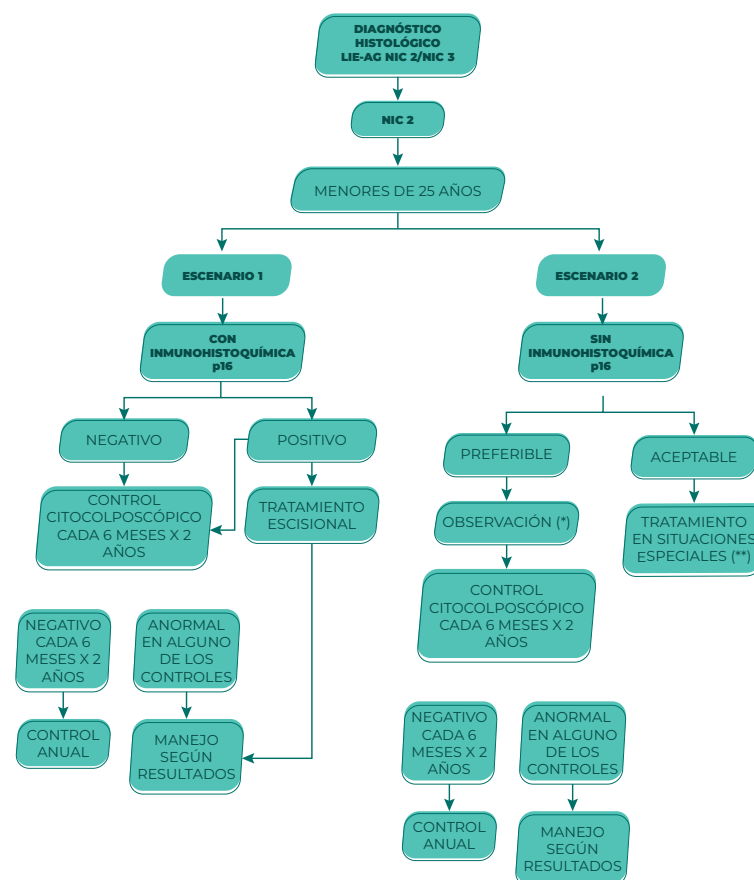 DIAGNÓSTICO
HISTOLÓGICO
LIE-AG NIC 2/NIC 3
NIC 2
MENORES DE 25 AÑOS
ESCENARIO 1
CON
INMUNOHISTOQUÍMICA
p16
NEGATIVO
POSITIVO
CONTROL
CITOCOLPOSCÓPICO
CADA 6 MESES X 2
AÑOS
TRATAMIENTO
ESCISIONAL
NEGATIVO
CADA 6
MESES X 2
AÑOS
ANORMAL
EN ALGUNO
DE LOS
CONTROLES
CONTROL
ANUAL
MANEJO
SEGÚN
RESULTADOS
ESCENARIO 2
SIN
INMUNOHISTOQUÍMICA
p16
PREFERIBLE
ACEPTABLE
OBSERVACIÓN (*)
TRATAMIENTO
EN SITUACIONES
ESPECIALES (**)
CONTROL
CITOCOLPOSCÓPICO
CADA 6 MESES X 2
AÑOS
NEGATIVO
CADA 6
MESES X 2
AÑOS
ANORMAL
EN ALGUNO
DE LOS
CONTROLES
CONTROL
ANUAL
MANEJO
SEGÚN
RESULTADOS